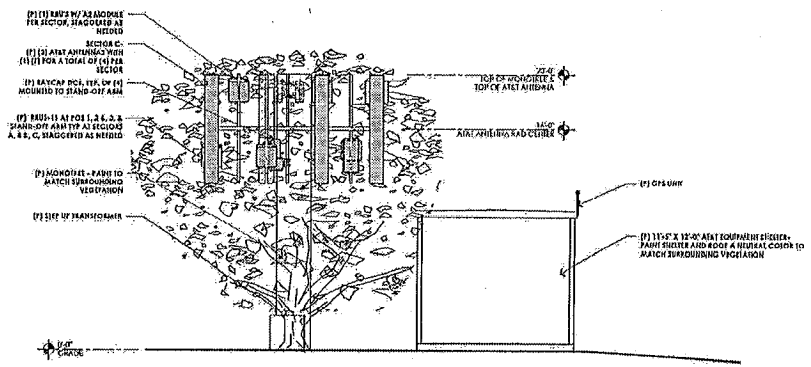 (P) (1) RRU'S W/ A2 MODULE
PER SECTOR, STAGGERED AS
NEEDED
SECTOR C-
(P) (3) AT&T ANTENNAS WITH
(1) (F) FOR A TOTAL OF (4) PER
SECTOR
(P) RAYCAP DC6, TYP. OF (4)
MOUNTED TO STAND-OFF ARM
(P) RRUS-11 AT POS 1, 2 &
STAND-OFF ARM TYP AT SECTORS
A, B & C, STAGGERED AS NEEDED
(P) MONOTREE - PAINT TO
MATCH SURROUNDING
VEGETATION
(P) STEP UP TRANSFORMER
0'-0"
GRADE
TOP OF MONOTREE &
TOP OF AT&T ANTENNA
AT&T ANTENNA RAD CENTER
(P) GPS UNIT
(P) 11'-5" X 12'-0" AT&T EQUIPMENT SHELTER-
PAINT SHELTER AND ROOF A NEUTRAL COLOR TO
MATCH SURROUNDING VEGETATION